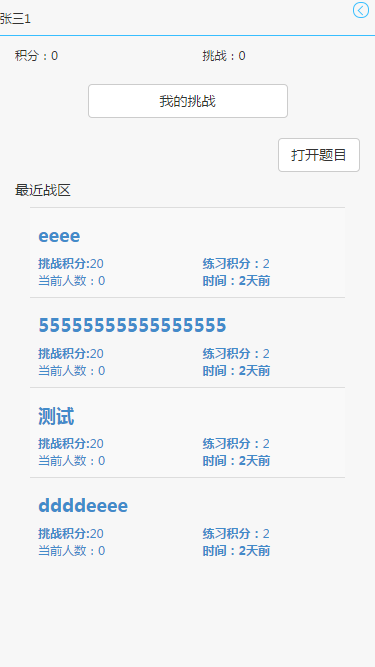 张三1
积分：0 挑战：0
我的挑战
打开题目
最近战区
eeee
挑战积分:20 练习积分：2
当前人数：0 时间：2天前
55555555555555555
挑战积分:20 练习积分：2
当前人数：0 时间：2天前
测试
挑战积分:20 练习积分：2
当前人数：0 时间：2天前
ddddeeee
挑战积分:20 练习积分：2
当前人数：0 时间：2天前